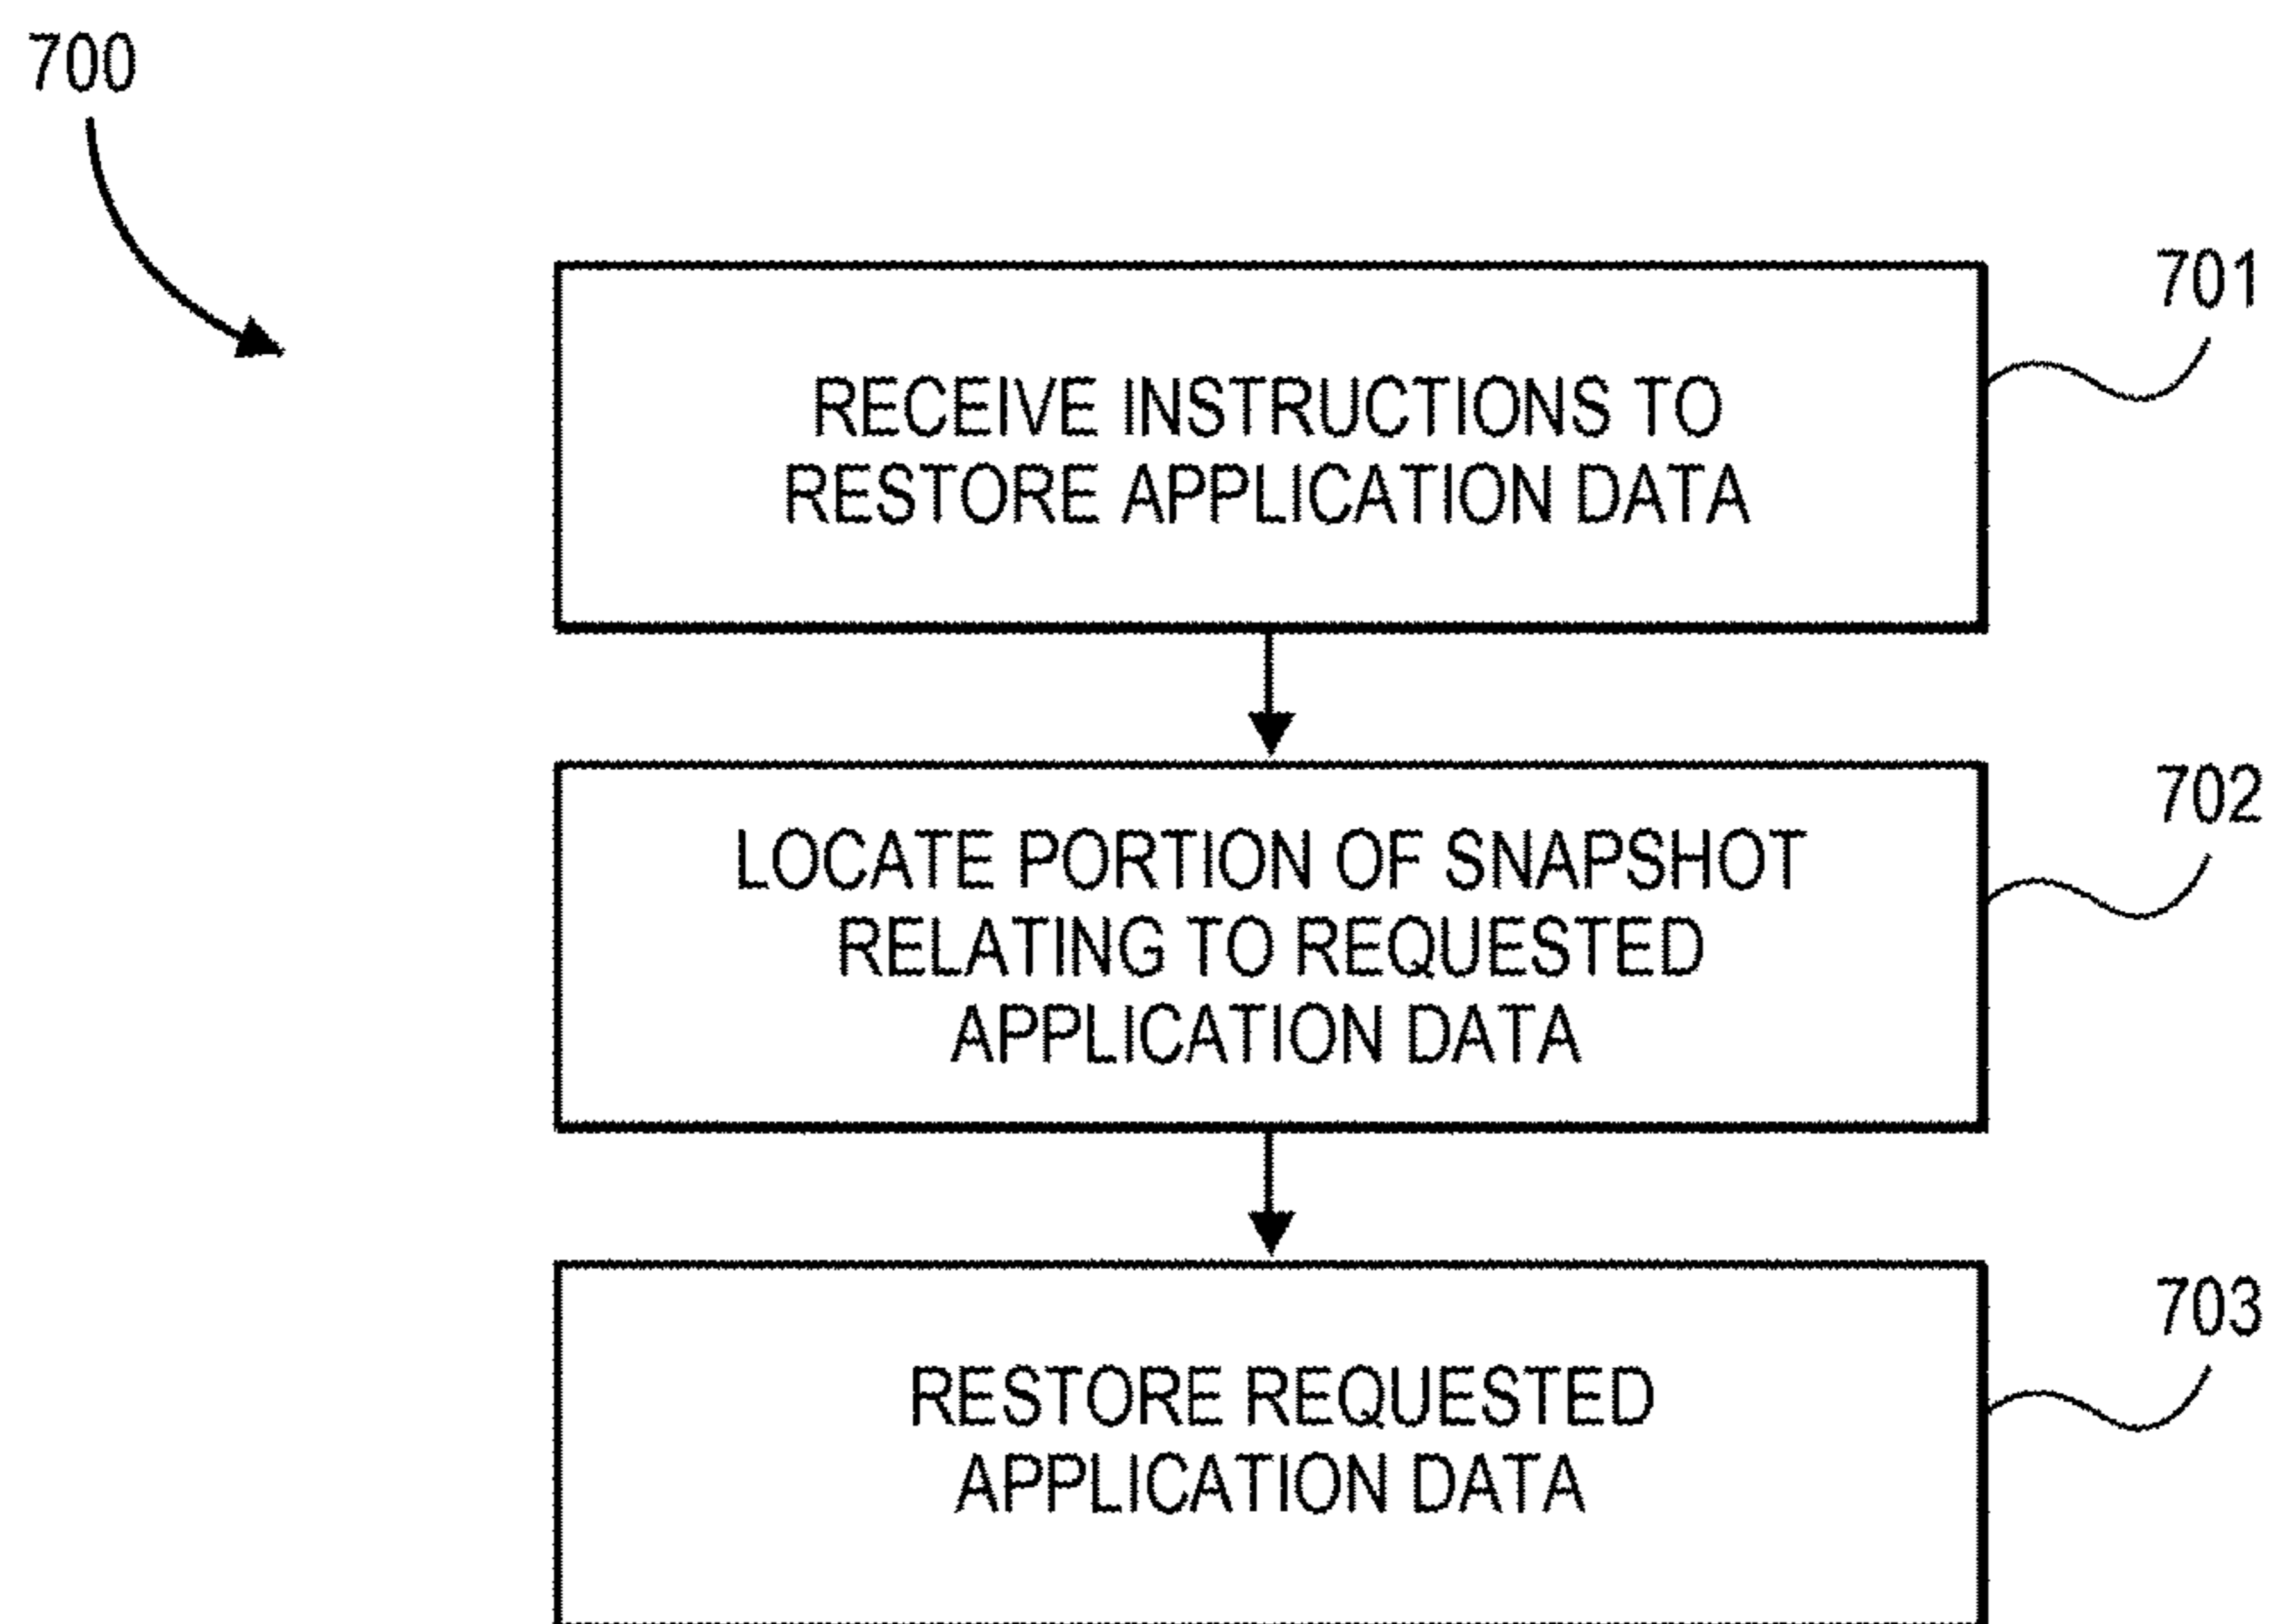 700
701
RECEIVE INSTRUCTIONS TO
RESTORE APPLICATION DATA
702
LOCATE PORTION OF SNAPSHOT
RELATING TO REQUESTED
APPLICATION DATA
703
RESTORE REQUESTED
APPLICATION DATA